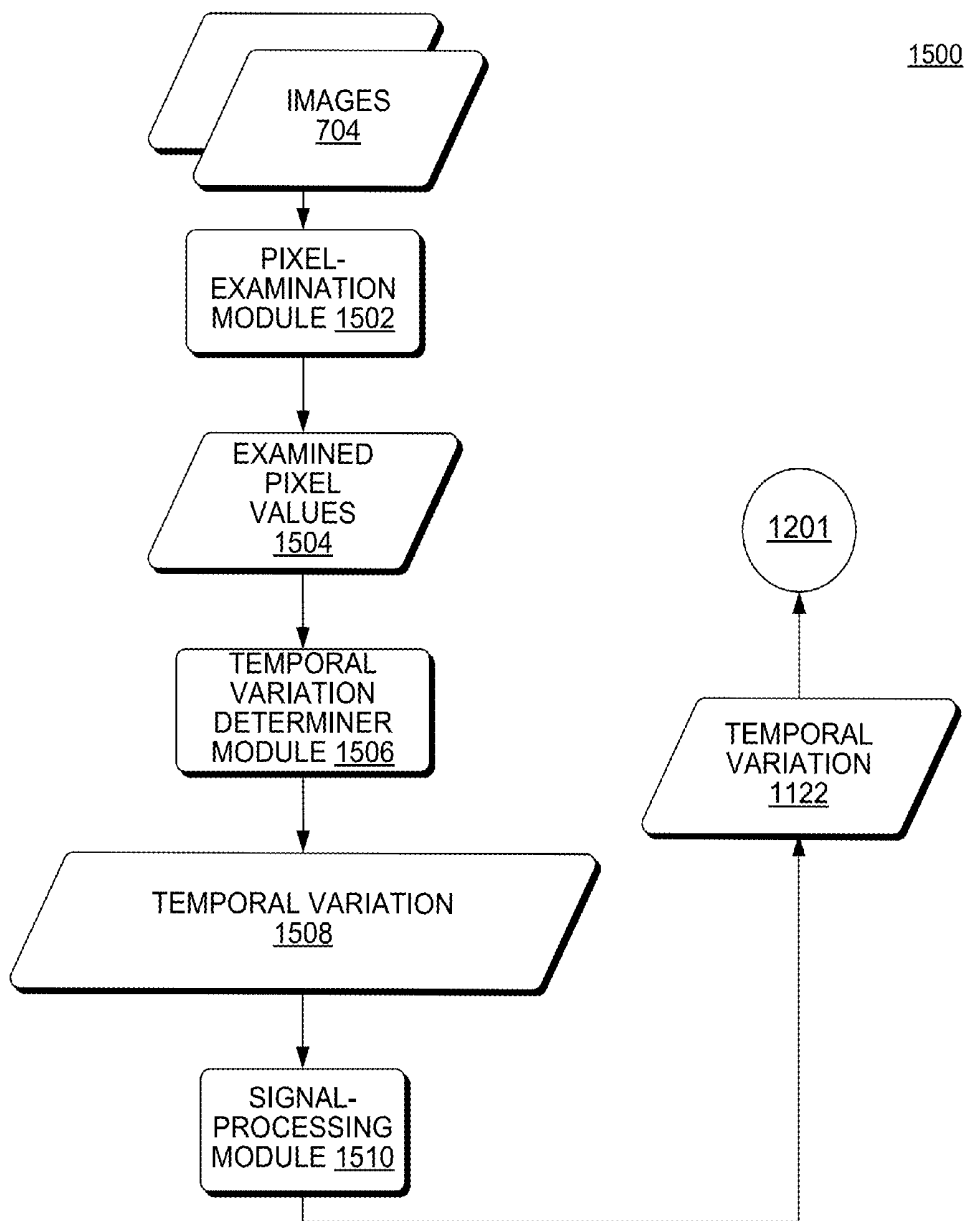 1500
IMAGES
704
PIXEL-
EXAMINATION
MODULE 1502
EXAMINED
PIXEL
VALUES
1504
TEMPORAL
VARIATION
DETERMINER
MODULE 1506
TEMPORAL VARIATION
1508
SIGNAL-
PROCESSING
MODULE 1510
TEMPORAL
VARIATION
1122
1201